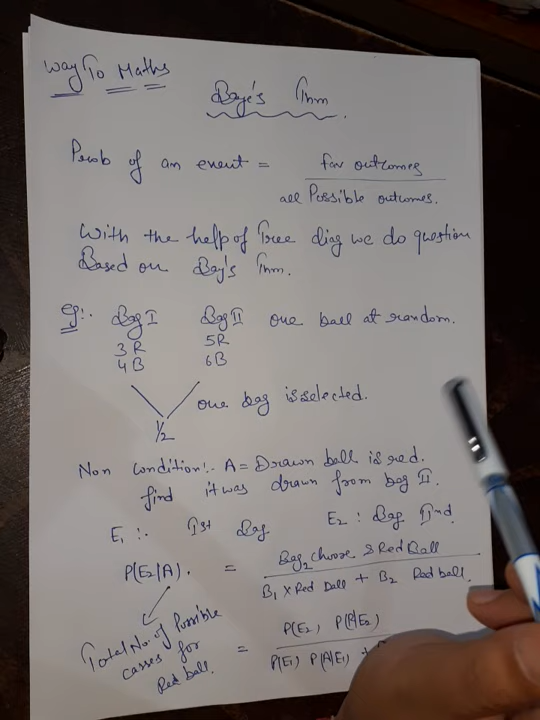 Way To Maths
Baye's Thm.
Prob of an event = fav outcomes
all Possible outcomes.
With the help of Tree diag we do question
Based on Bay's Thm.
eg:. Bag I Bag II one ball at random.
3R 5R
4B 6B
one bag is selected.
1/2
Non condition:. A = Drawn ball is red.
find it was drawn from bag II.
E1 :. Ist Bag E2 : Bag IInd.
P(E2|A). = Bag2 choose & Red Ball
B1 x Red Ball + B2 Red ball.
Total No. of Possible
casses for
Red ball.
= P(E2) P(A|E2)
P(E1) P(A|E1) +